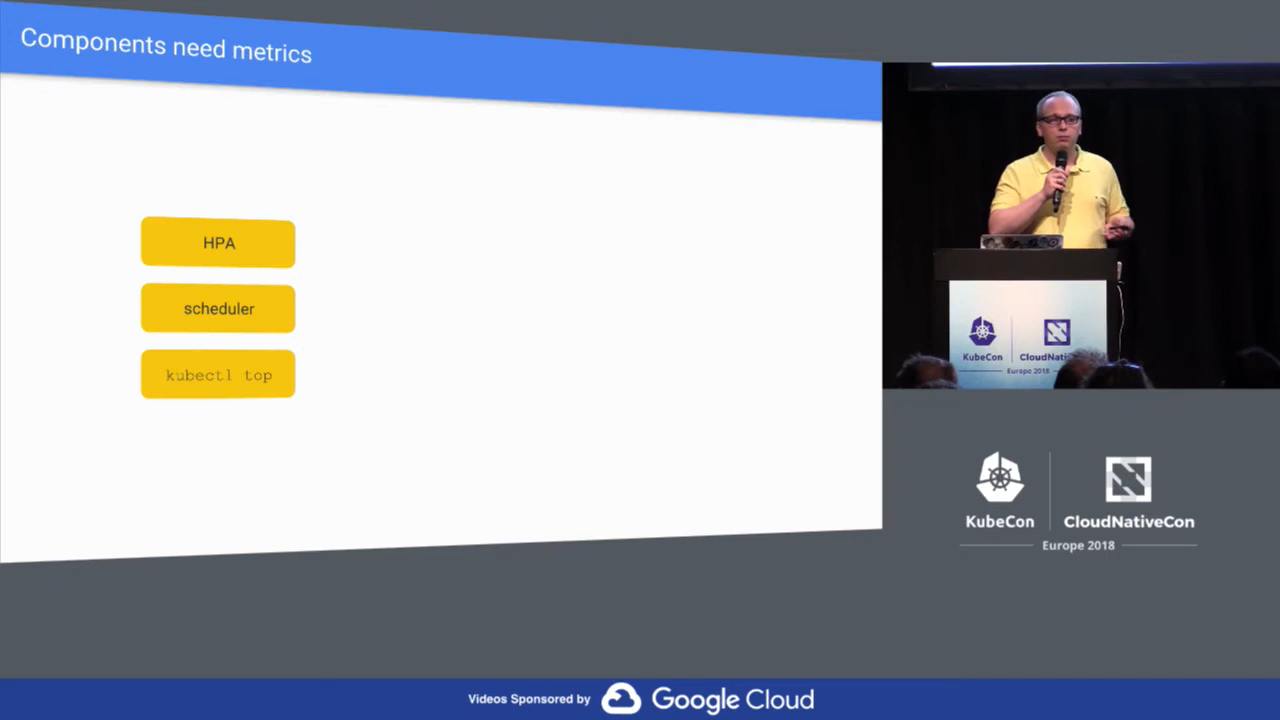 Components need metrics
HPA
scheduler
kubectl top
KubeCon
CloudNativeCon
Europe 2018
KubeCon
CloudNativeCon
Europe 2018
Videos Sponsored by
Google Cloud